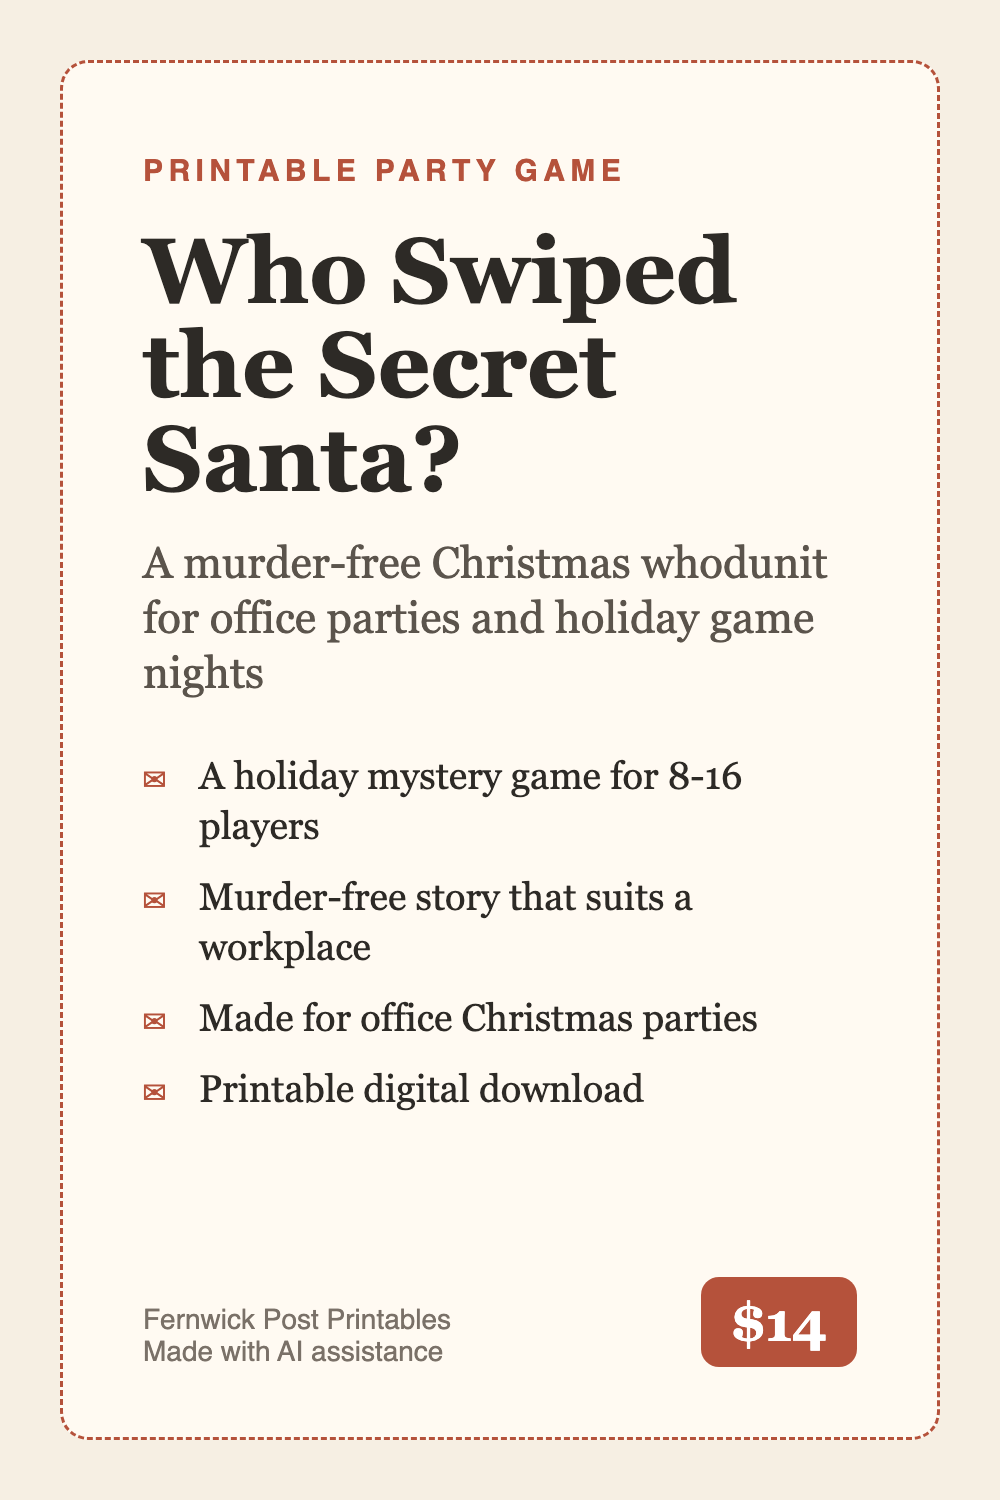 PRINTABLE PARTY GAME
Who Swiped
the Secret
Santa?
A murder-free Christmas whodunit
for office parties and holiday game
nights
✉ A holiday mystery game for 8-16
players
✉ Murder-free story that suits a
workplace
✉ Made for office Christmas parties
✉ Printable digital download
Fernwick Post Printables
Made with AI assistance
$14